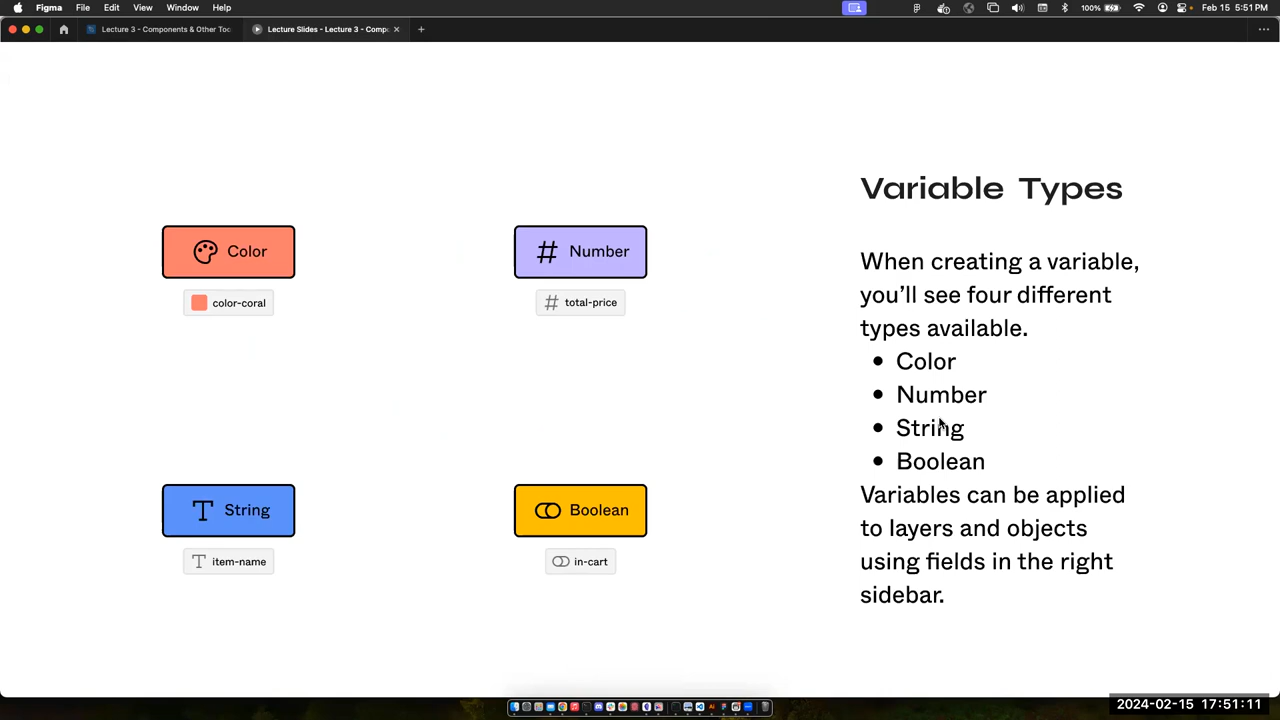 Figma File Edit View Window Help
100% Feb 15 5:51 PM
Lecture 3 - Components & Other Too
Lecture Slides - Lecture 3 - Comp
Variable Types
Color
Number
color-coral
total-price
When creating a variable,
you'll see four different
types available.
• Color
• Number
• String
• Boolean
String
Boolean
item-name
in-cart
Variables can be applied
to layers and objects
using fields in the right
sidebar.
2024-02-15 17:51:11